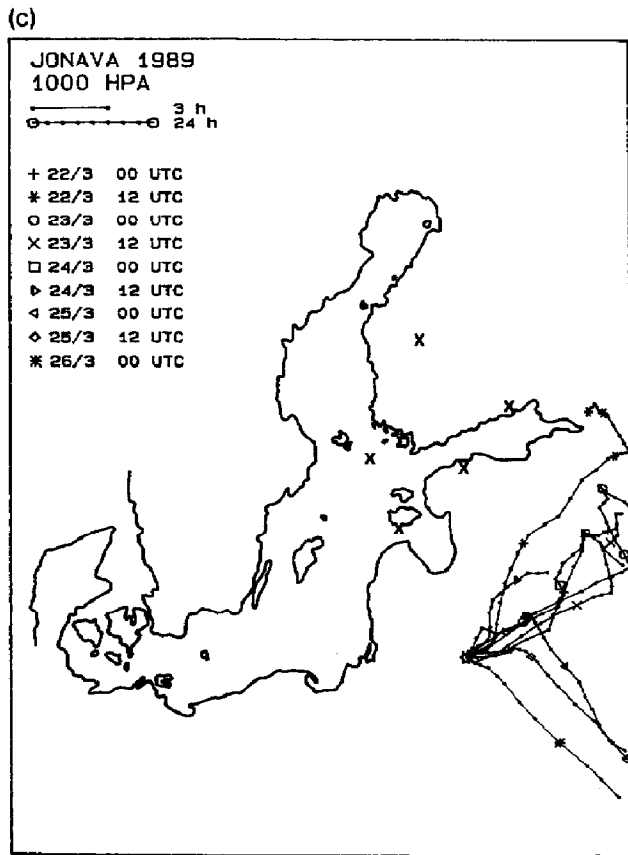 (c)
JONAVA 1989
1000 HPA
3 h
24 h
+ 22/3 00 UTC
* 22/3 12 UTC
o 23/3 00 UTC
X 23/3 12 UTC
□ 24/3 00 UTC
▷ 24/3 12 UTC
◁ 25/3 00 UTC
◇ 25/3 12 UTC
* 26/3 00 UTC
X
X
X
X
X